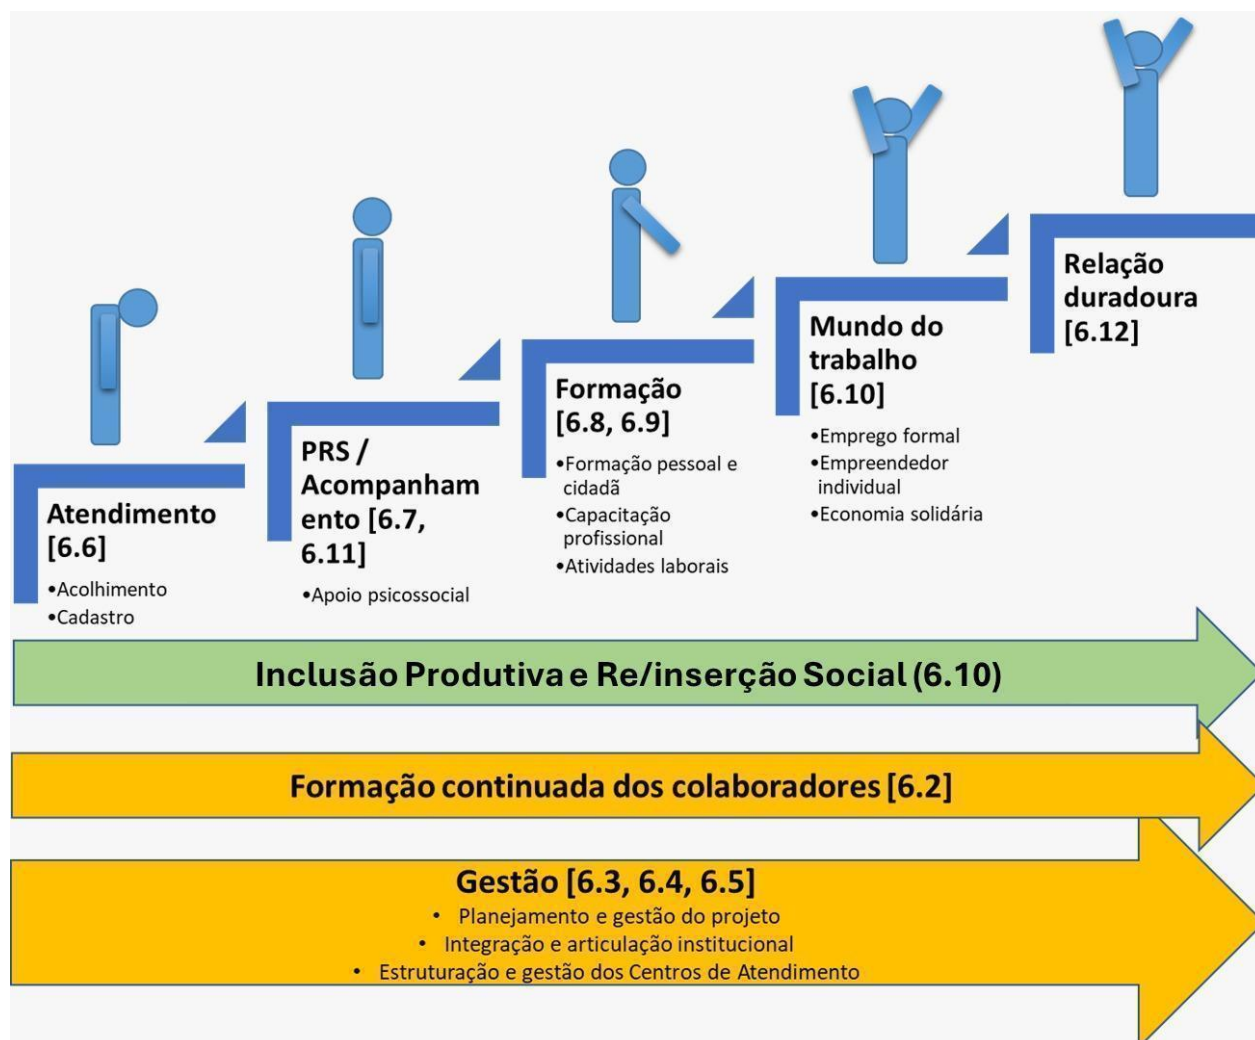 Atendimento
[6.6]
•Acolhimento
•Cadastro
PRS /
Acompanham
ento [6.7,
6.11]
•Apoio psicossocial
Formação
[6.8, 6.9]
•Formação pessoal e
cidadã
•Capacitação
profissional
•Atividades laborais
Mundo do
trabalho
[6.10]
•Emprego formal
•Empreendedor
individual
•Economia solidária
Relação
duradoura
[6.12]
Inclusão Produtiva e Re/inserção Social (6.10)
Formação continuada dos colaboradores [6.2]
Gestão [6.3, 6.4, 6.5]
• Planejamento e gestão do projeto
• Integração e articulação institucional
• Estruturação e gestão dos Centros de Atendimento